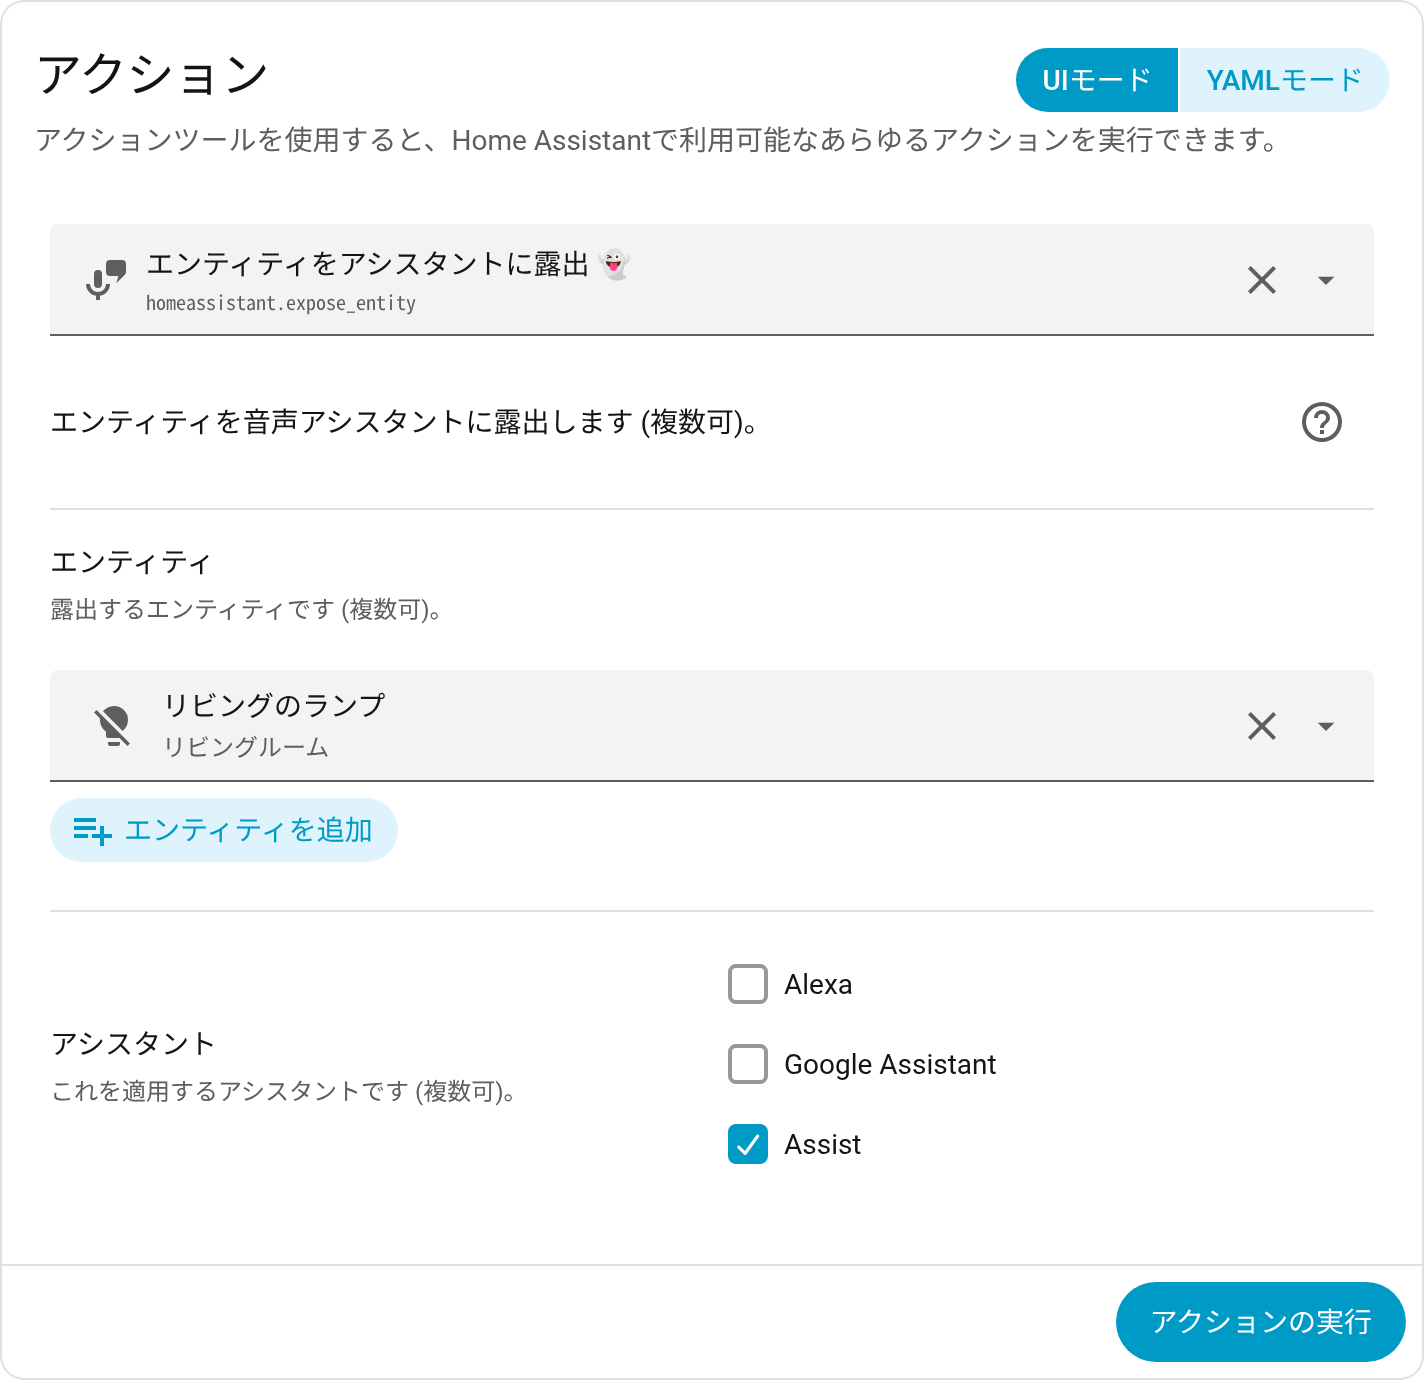 アクション
UIモード
YAMLモード
アクションツールを使用すると、Home Assistantで利用可能なあらゆるアクションを実行できます。
エンティティをアシスタントに露出 👻
homeassistant.expose_entity
エンティティを音声アシスタントに露出します (複数可)。
エンティティ
露出するエンティティです (複数可)。
リビングのランプ
リビングルーム
エンティティを追加
アシスタント
これを適用するアシスタントです (複数可)。
Alexa
Google Assistant
Assist
アクションの実行